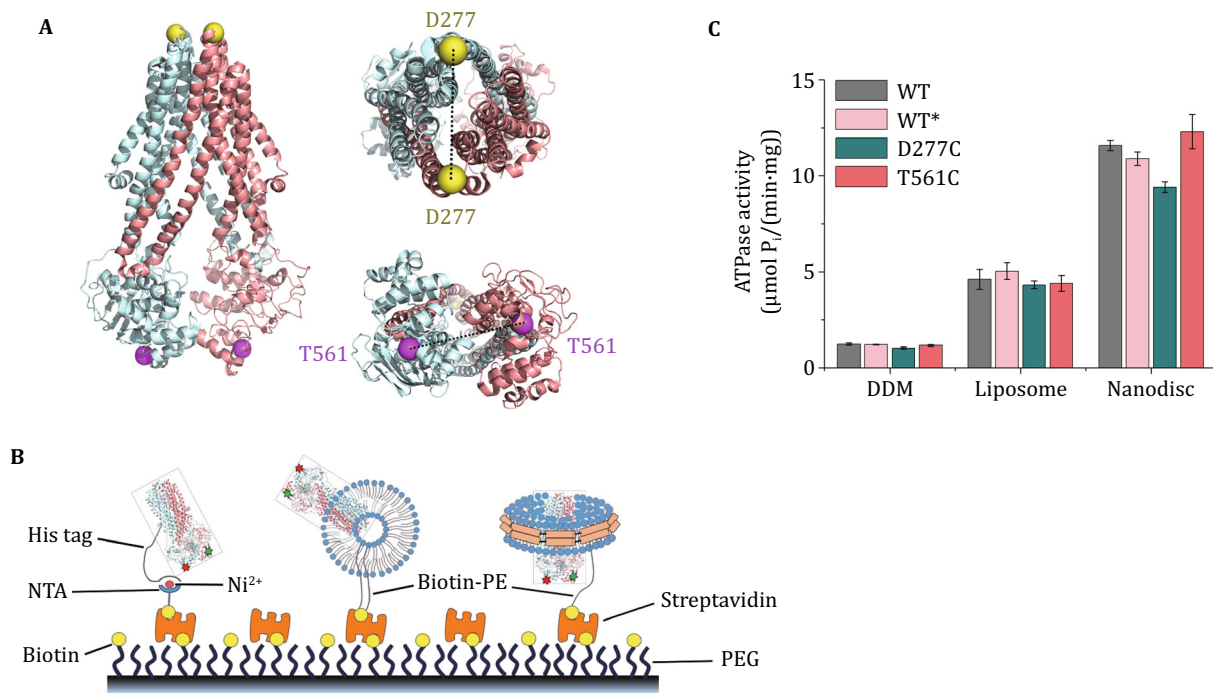 A
D277
D277
T561
T561
B
His tag
NTA
Ni²⁺
Biotin-PE
Streptavidin
Biotin
PEG
C
15
10
5
0
ATPase activity
(μmol Pᵢ/(min·mg))
WT
WT*
D277C
T561C
DDM
Liposome
Nanodisc